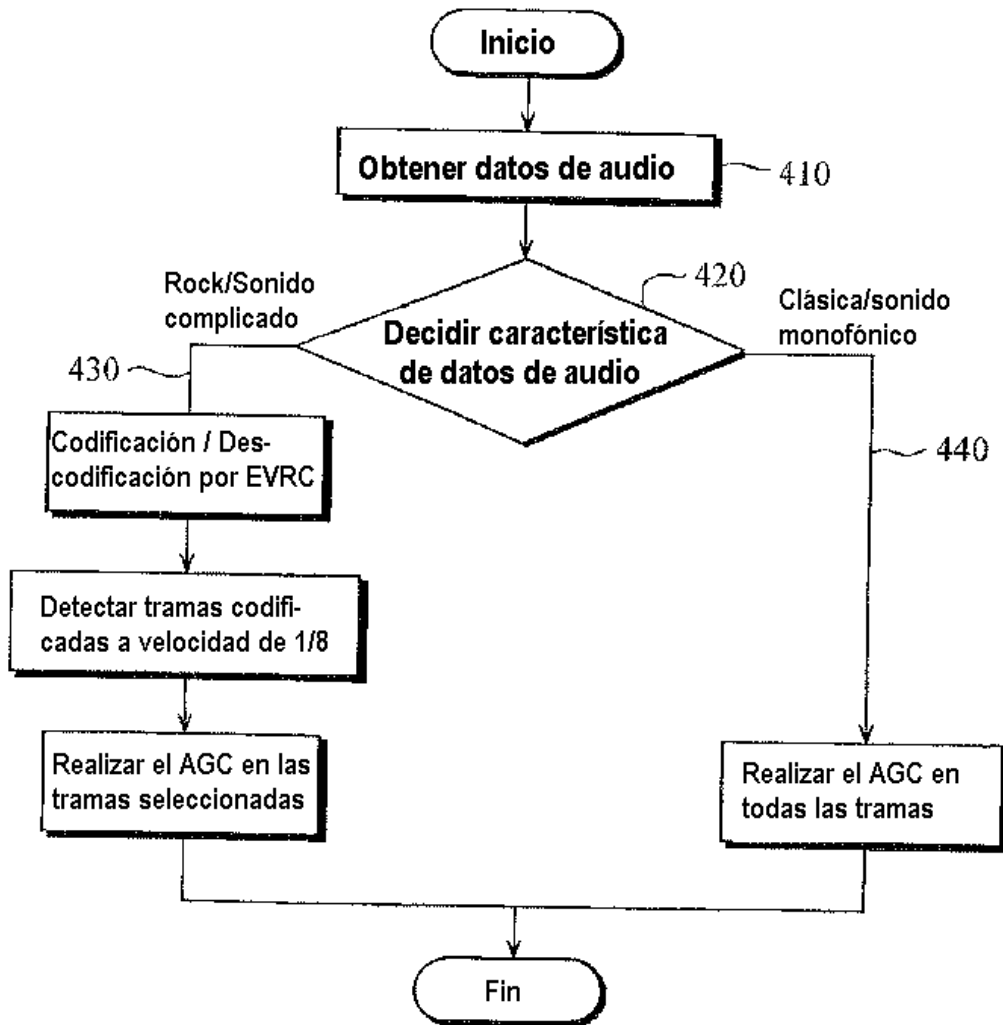 Inicio
Obtener datos de audio
410
420
Rock/Sonido
complicado
Clásica/sonido
monofónico
Decidir característica
de datos de audio
430
440
Codificación / Des-
codificación por EVRC
Detectar tramas codifi-
cadas a velocidad de 1/8
Realizar el AGC en las
tramas seleccionadas
Realizar el AGC en
todas las tramas
Fin